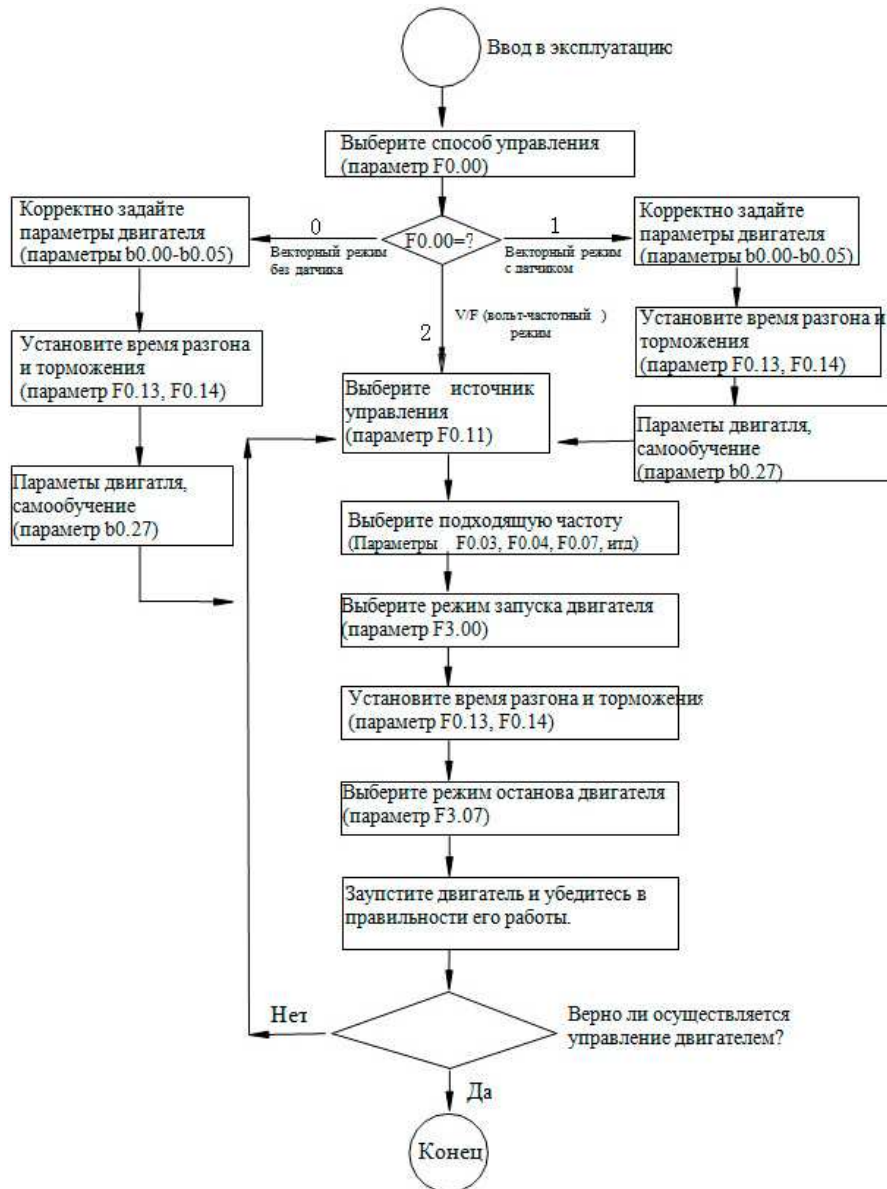 Ввод в эксплуатацию
Выберите способ управления
(параметр F0.00)
Корректно задайте
параметры двигателя
(параметры b0.00-b0.05)
0
Векторный режим
без датчика
F0.00=?
1
Векторный режим
с датчиком
Корректно задайте
параметры двигателя
(параметры b0.00-b0.05)
2
V/F (вольт-частотный )
режим
Установите время разгона
и торможения
(параметр F0.13, F0.14)
Установите время разгона и
торможения
(параметр F0.13, F0.14)
Выберите источник
управления
(параметр F0.11)
Параметы двигатля,
самообучение
(параметр b0.27)
Параметы двигатля,
самообучение
(параметр b0.27)
Выберите подходящую частоту
(Параметры F0.03, F0.04, F0.07, итд)
Выберите режим запуска двигателя
(параметр F3.00)
Установите время разгона и торможения
(параметр F0.13, F0.14)
Выберите режим останова двигателя
(параметр F3.07)
Заупстите двигатель и убедитесь в
правильности его работы.
Нет
Верно ли осуществляется
управление двигателем?
Да
Конец